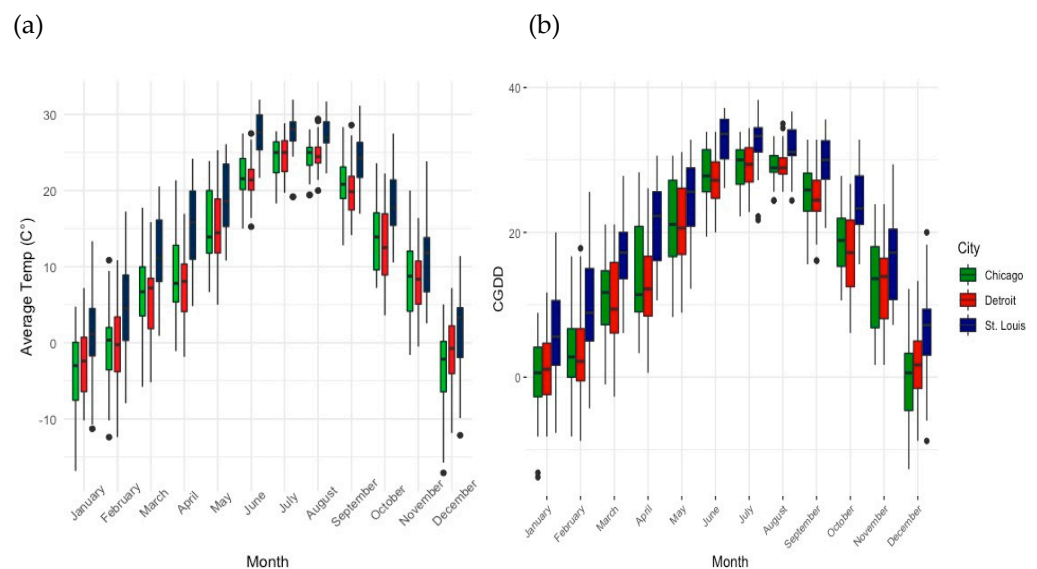 (a)
Average Temp (C°)
30
20
10
0
-10
January
February
March
April
May
June
July
August
September
October
November
December
Month
(b)
CGDD
40
20
0
January
February
March
April
May
June
July
August
September
October
November
December
Month
City
Chicago
Detroit
St. Louis